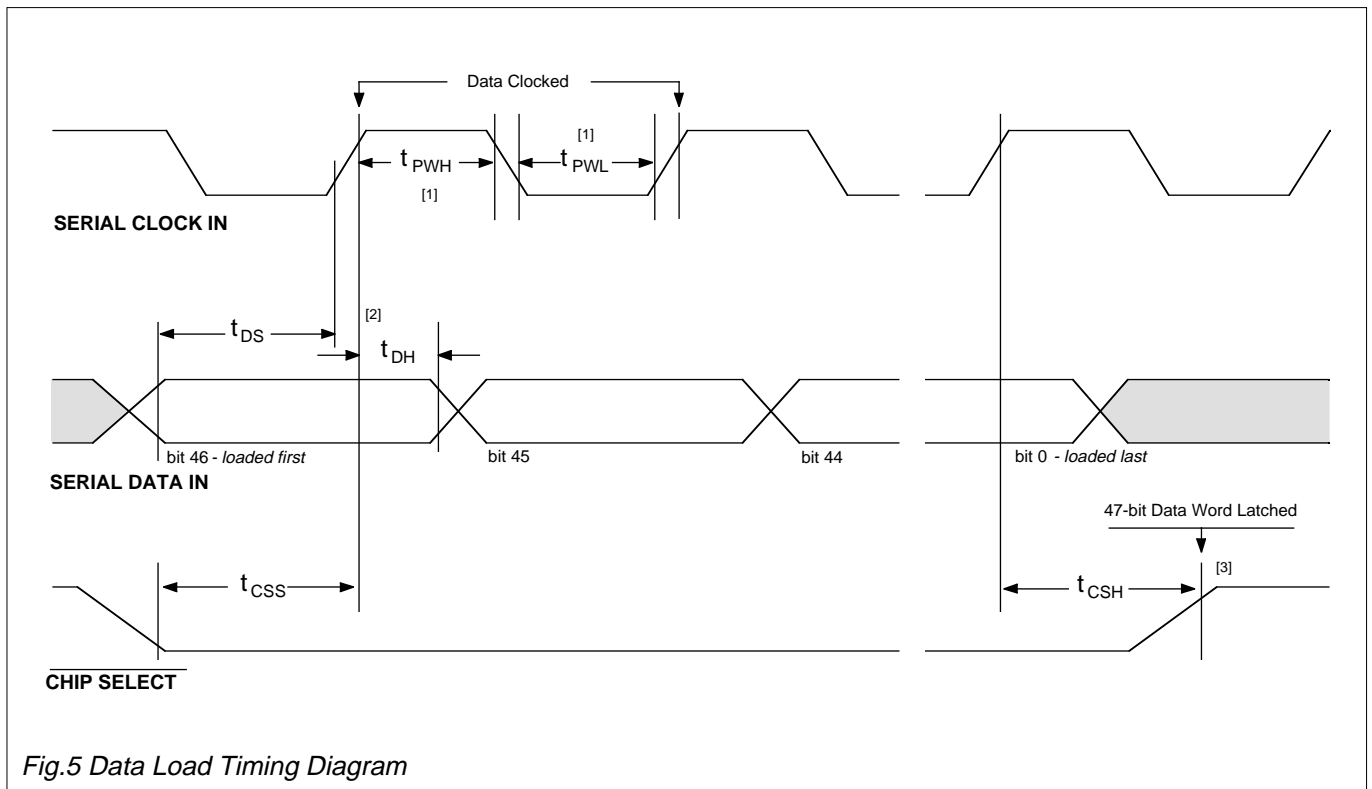 Data Clocked
[1]
t PWH
t PWL
[1]
SERIAL CLOCK IN
[2]
t DS
t DH
bit 46 - loaded first
bit 45
bit 44
bit 0 - loaded last
SERIAL DATA IN
47-bit Data Word Latched
[3]
t CSS
t CSH
CHIP SELECT
Fig.5 Data Load Timing Diagram